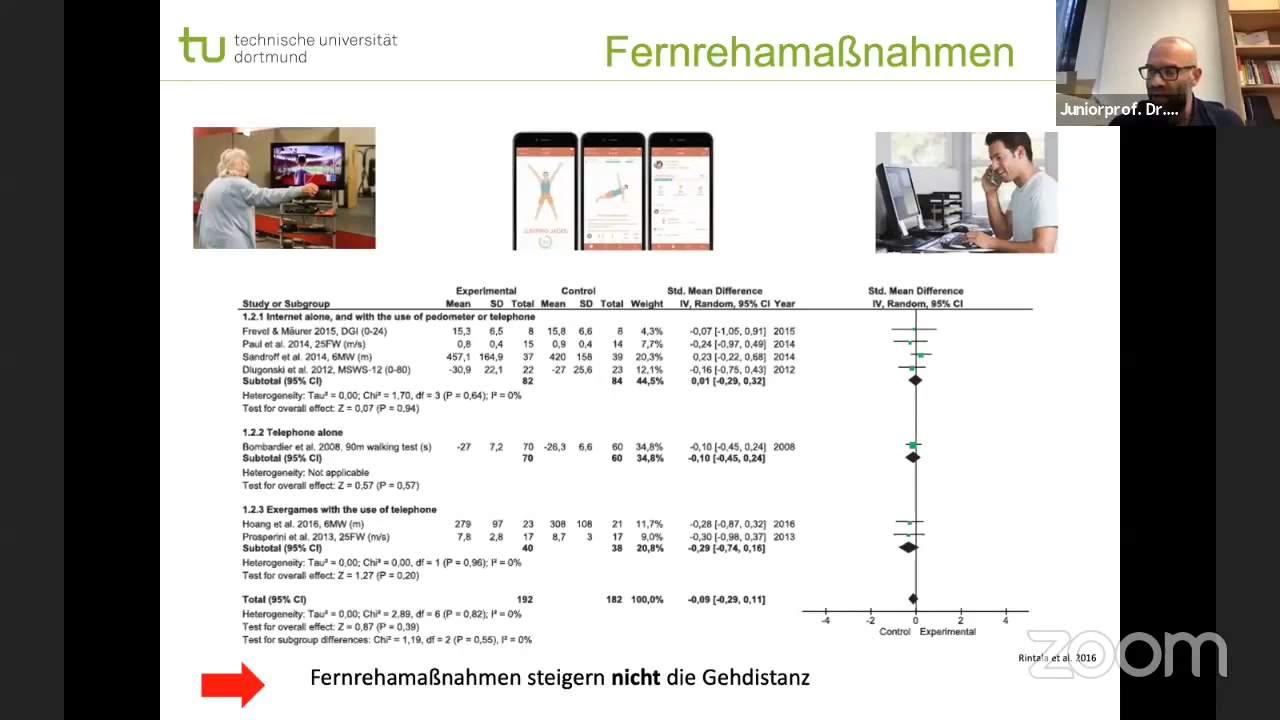 tu technische universität
dortmund
Fernrehamaßnahmen
Juniorprof. Dr....
JUMPING JACKS
Experimental Control Std. Mean Difference Std. Mean Difference
Study or Subgroup Mean SD Total Mean SD Total Weight IV, Random, 95% CI Year IV, Random, 95% CI
1.2.1 Internet alone, and with the use of pedometer or telephone
Frevel & Mäurer 2015, DGI (0-24) 15,3 6,5 8 15,8 6,6 8 4,3% -0,07 [-1,05, 0,91] 2015
Paul et al. 2014, 25FW (m/s) 0,8 0,4 15 0,9 0,4 14 7,7% -0,24 [-0,97, 0,49] 2014
Sandroff et al. 2014, 6MW (m) 457,1 164,9 37 420 158 39 20,3% 0,23 [-0,22, 0,68] 2014
Dlugonski et al. 2012, MSWS-12 (0-80) -30,9 22,1 22 -27 25,6 23 12,1% -0,16 [-0,75, 0,43] 2012
Subtotal (95% CI) 82 84 44,5% 0,01 [-0,29, 0,32]
Heterogeneity: Tau² = 0,00; Chi² = 1,70, df = 3 (P = 0,64); I² = 0%
Test for overall effect: Z = 0,07 (P = 0,94)
1.2.2 Telephone alone
Bombardier et al. 2008, 90m walking test (s) -27 7,2 70 -26,3 6,6 60 34,8% -0,10 [-0,45, 0,24] 2008
Subtotal (95% CI) 70 60 34,8% -0,10 [-0,45, 0,24]
Heterogeneity: Not applicable
Test for overall effect: Z = 0,57 (P = 0,57)
1.2.3 Exergames with the use of telephone
Hoang et al. 2016, 6MW (m) 279 97 23 308 108 21 11,7% -0,28 [-0,87, 0,32] 2016
Prosperini et al. 2013, 25FW (m/s) 7,8 2,8 17 8,7 3 17 9,0% -0,30 [-0,98, 0,37] 2013
Subtotal (95% CI) 40 38 20,8% -0,29 [-0,74, 0,16]
Heterogeneity: Tau² = 0,00; Chi² = 0,00, df = 1 (P = 0,96); I² = 0%
Test for overall effect: Z = 1,27 (P = 0,20)
Total (95% CI) 192 182 100,0% -0,09 [-0,29, 0,11]
Heterogeneity: Tau² = 0,00; Chi² = 2,89, df = 6 (P = 0,82); I² = 0%
Test for overall effect: Z = 0,87 (P = 0,39)
Test for subgroup differences: Chi² = 1,19, df = 2 (P = 0,55), I² = 0%
-4 -2 0 2 4
Control Experimental
Rintala et al. 2016
zoom
Fernrehamaßnahmen steigern nicht die Gehdistanz